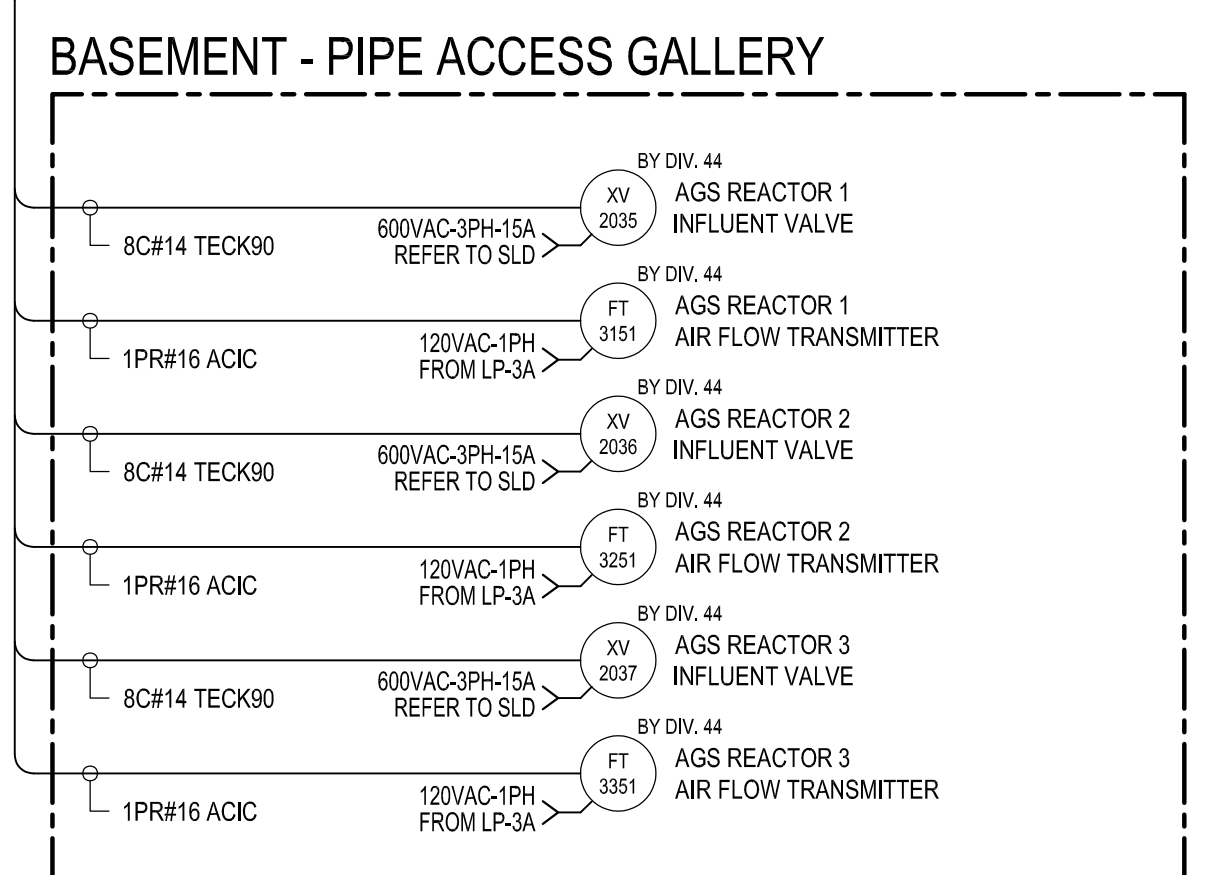 BASEMENT - PIPE ACCESS GALLERY
BY DIV. 44
XV
2035
AGS REACTOR 1
INFLUENT VALVE
8C#14 TECK90
600VAC-3PH-15A
REFER TO SLD
BY DIV. 44
FT
3151
AGS REACTOR 1
AIR FLOW TRANSMITTER
1PR#16 ACIC
120VAC-1PH
FROM LP-3A
BY DIV. 44
XV
2036
AGS REACTOR 2
INFLUENT VALVE
8C#14 TECK90
600VAC-3PH-15A
REFER TO SLD
BY DIV. 44
FT
3251
AGS REACTOR 2
AIR FLOW TRANSMITTER
1PR#16 ACIC
120VAC-1PH
FROM LP-3A
BY DIV. 44
XV
2037
AGS REACTOR 3
INFLUENT VALVE
8C#14 TECK90
600VAC-3PH-15A
REFER TO SLD
BY DIV. 44
FT
3351
AGS REACTOR 3
AIR FLOW TRANSMITTER
1PR#16 ACIC
120VAC-1PH
FROM LP-3A